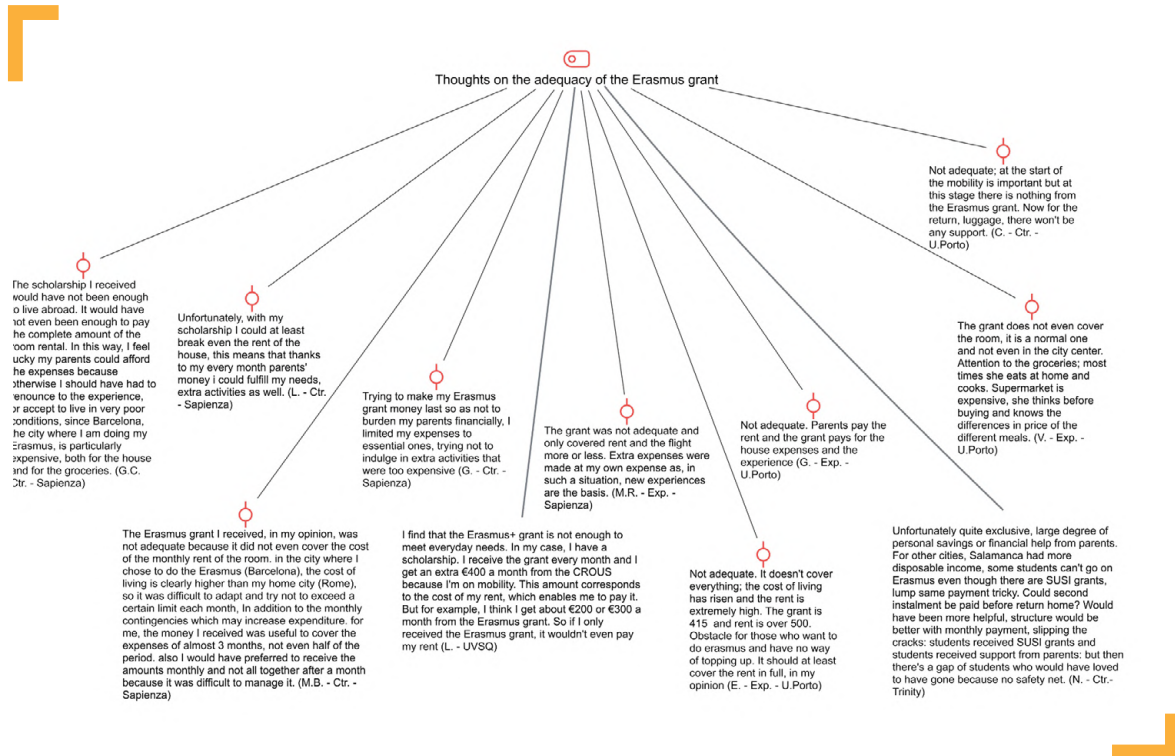 Thoughts on the adequacy of the Erasmus grant
Not adequate; at the start of
the mobility is important but at
this stage there is nothing from
the Erasmus grant. Now for the
return, luggage, there won't be
any support. (C. - Ctr. -
U.Porto)
The scholarship I received
would have not been enough
o live abroad. It would have
not even been enough to pay
he complete amount of the
room rental. In this way, I feel
ucky my parents could afford
he expenses because
otherwise I should have had to
renounce to the experience,
or accept to live in very poor
conditions, since Barcelona,
he city where I am doing my
Erasmus, is particularly
expensive, both for the house
and for the groceries. (G.C.
Ctr. - Sapienza)
Unfortunately, with my
scholarship I could at least
break even the rent of the
house, this means that thanks
to my every month parents'
money i could fulfill my needs,
extra activities as well. (L. - Ctr.
- Sapienza)
The grant does not even cover
the room, it is a normal one
and not even in the city center.
Attention to the groceries; most
times she eats at home and
cooks. Supermarket is
expensive, she thinks before
buying and knows the
differences in price of the
different meals. (V. - Exp. -
U.Porto)
Trying to make my Erasmus
grant money last so as not to
burden my parents financially, I
limited my expenses to
essential ones, trying not to
indulge in extra activities that
were too expensive (G. - Ctr. -
Sapienza)
The grant was not adequate and
only covered rent and the flight
more or less. Extra expenses were
made at my own expense as, in
such a situation, new experiences
are the basis. (M.R. - Exp. -
Sapienza)
Not adequate. Parents pay the
rent and the grant pays for the
house expenses and the
experience (G. - Exp. -
U.Porto)
The Erasmus grant I received, in my opinion, was
not adequate because it did not even cover the cost
of the monthly rent of the room. in the city where I
chose to do the Erasmus (Barcelona), the cost of
living is clearly higher than my home city (Rome),
so it was difficult to adapt and try not to exceed a
certain limit each month, In addition to the monthly
contingencies which may increase expenditure. for
me, the money I received was useful to cover the
expenses of almost 3 months, not even half of the
period. also I would have preferred to receive the
amounts monthly and not all together after a month
because it was difficult to manage it. (M.B. - Ctr. -
Sapienza)
I find that the Erasmus+ grant is not enough to
meet everyday needs. In my case, I have a
scholarship. I receive the grant every month and I
get an extra €400 a month from the CROUS
because I'm on mobility. This amount corresponds
to the cost of my rent, which enables me to pay it.
But for example, I think I get about €200 or €300 a
month from the Erasmus grant. So if I only
received the Erasmus grant, it wouldn't even pay
my rent (L. - UVSQ)
Not adequate. It doesn't cover
everything; the cost of living
has risen and the rent is
extremely high. The grant is
415 and rent is over 500.
Obstacle for those who want to
do erasmus and have no way
of topping up. It should at least
cover the rent in full, in my
opinion (E. - Exp. - U.Porto)
Unfortunately quite exclusive, large degree of
personal savings or financial help from parents.
For other cities, Salamanca had more
disposable income, some students can't go on
Erasmus even though there are SUSI grants,
lump same payment tricky. Could second
instalment be paid before return home? Would
have been more helpful, structure would be
better with monthly payment, slipping the
cracks: students received SUSI grants and
students received support from parents: but then
there's a gap of students who would have loved
to have gone because no safety net. (N. - Ctr.-
Trinity)